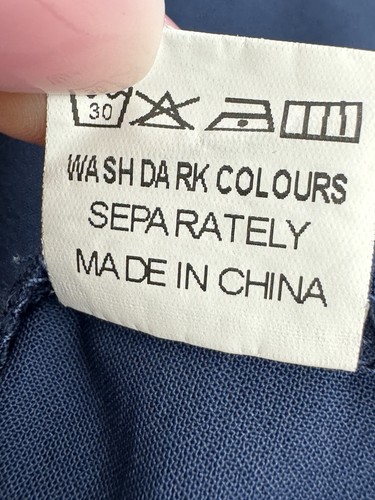 30
WASH DARK COLOURS
SEPARATELY
MADE IN CHINA